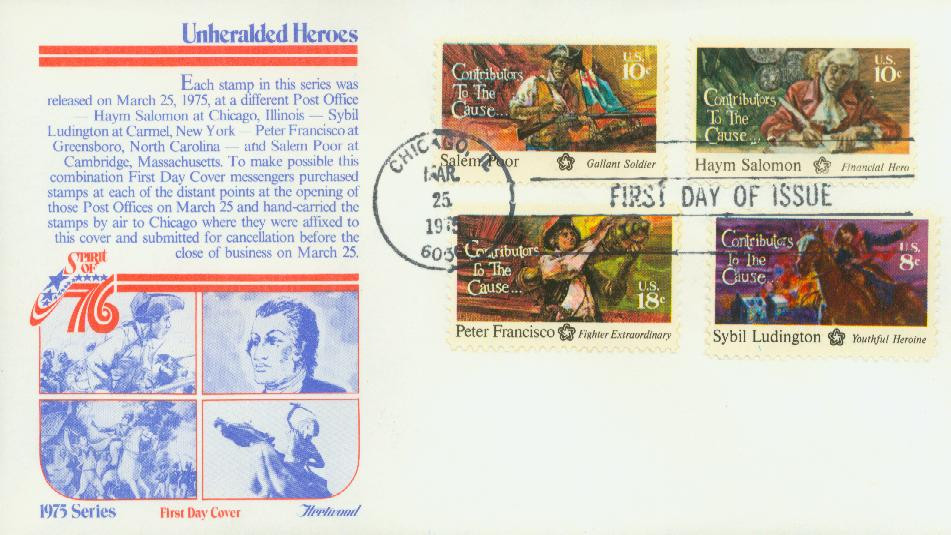 Unheralded Heroes
Each stamp in this series was
released on March 25, 1975, at a different Post Office
— Haym Salomon at Chicago, Illinois — Sybil
Ludington at Carmel, New York — Peter Francisco at
Greensboro, North Carolina — and Salem Poor at
Cambridge, Massachusetts. To make possible this
combination First Day Cover messengers purchased
stamps at each of the distant points at the opening of
those Post Offices on March 25 and hand-carried the
stamps by air to Chicago where they were affixed to
this cover and submitted for cancellation before the
close of business on March 25.
SPIRIT
OF
76
1975 Series
First Day Cover
Fleetwood
Contributors
To The
Cause...
U.S.
10c
Salem Poor
Gallant Soldier
Contributors
To The
Cause...
U.S.
10c
Haym Salomon
Financial Hero
CHICAGO, IL
MAR
25
1975
FIRST DAY OF ISSUE
Contributors
To The
Cause...
U.S.
18c
Peter Francisco
Fighter Extraordinary
Contributors
To The
Cause...
U.S.
8c
Sybil Ludington
Youthful Heroine